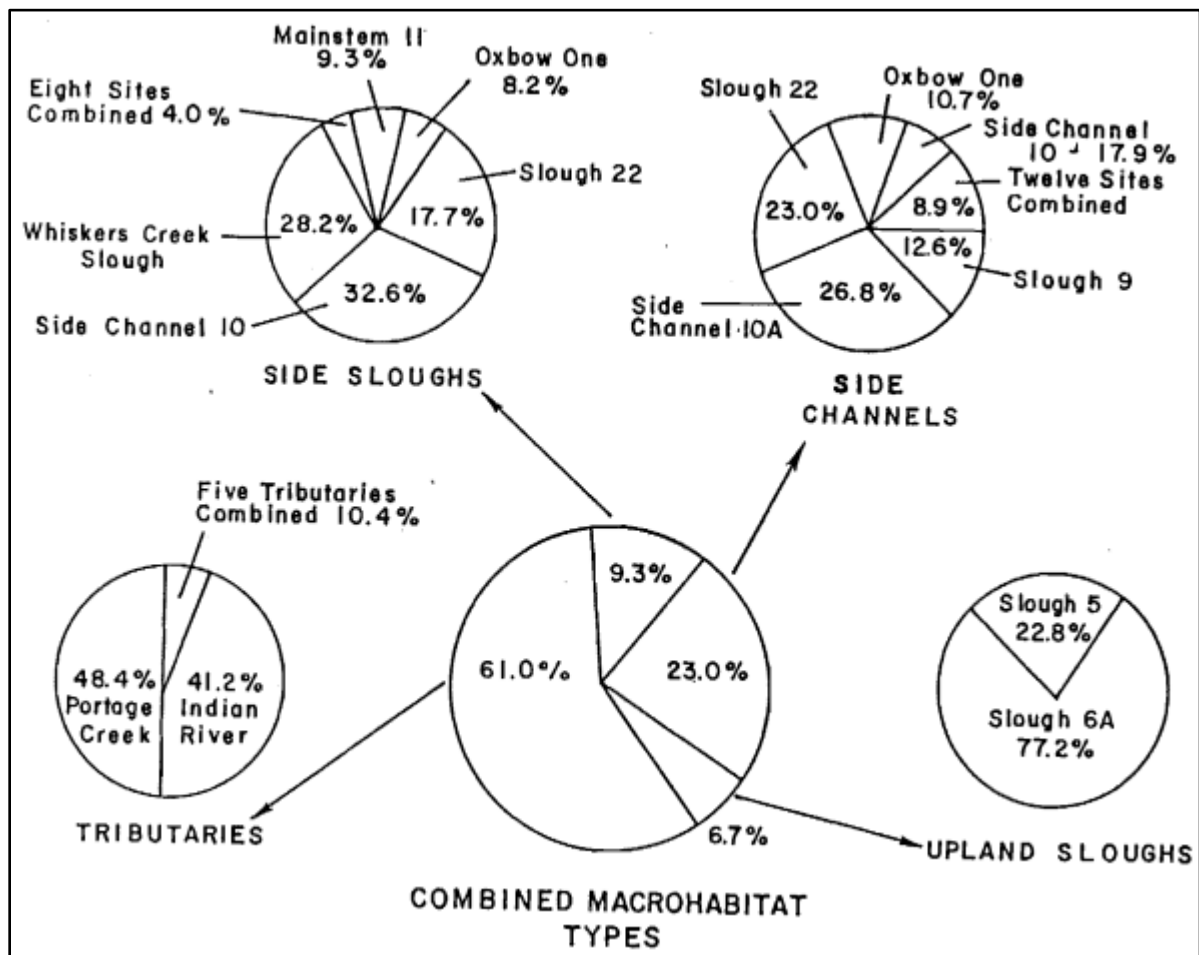 Mainstem 11
9.3%
Oxbow One
8.2%
Eight Sites
Combined 4.0%
Slough 22
17.7%
28.2%
Whiskers Creek
Slough
32.6%
Side Channel 10
SIDE SLOUGHS
Slough 22
Oxbow One
10.7%
Side Channel
10 - 17.9%
Twelve Sites
Combined
8.9%
23.0%
12.6%
Slough 9
26.8%
Side
Channel 10A
SIDE
CHANNELS
Five Tributaries
Combined 10.4%
48.4%
Portage
Creek
41.2%
Indian
River
TRIBUTARIES
9.3%
61.0%
23.0%
6.7%
COMBINED MACROHABITAT
TYPES
Slough 5
22.8%
Slough 6A
77.2%
UPLAND SLOUGHS